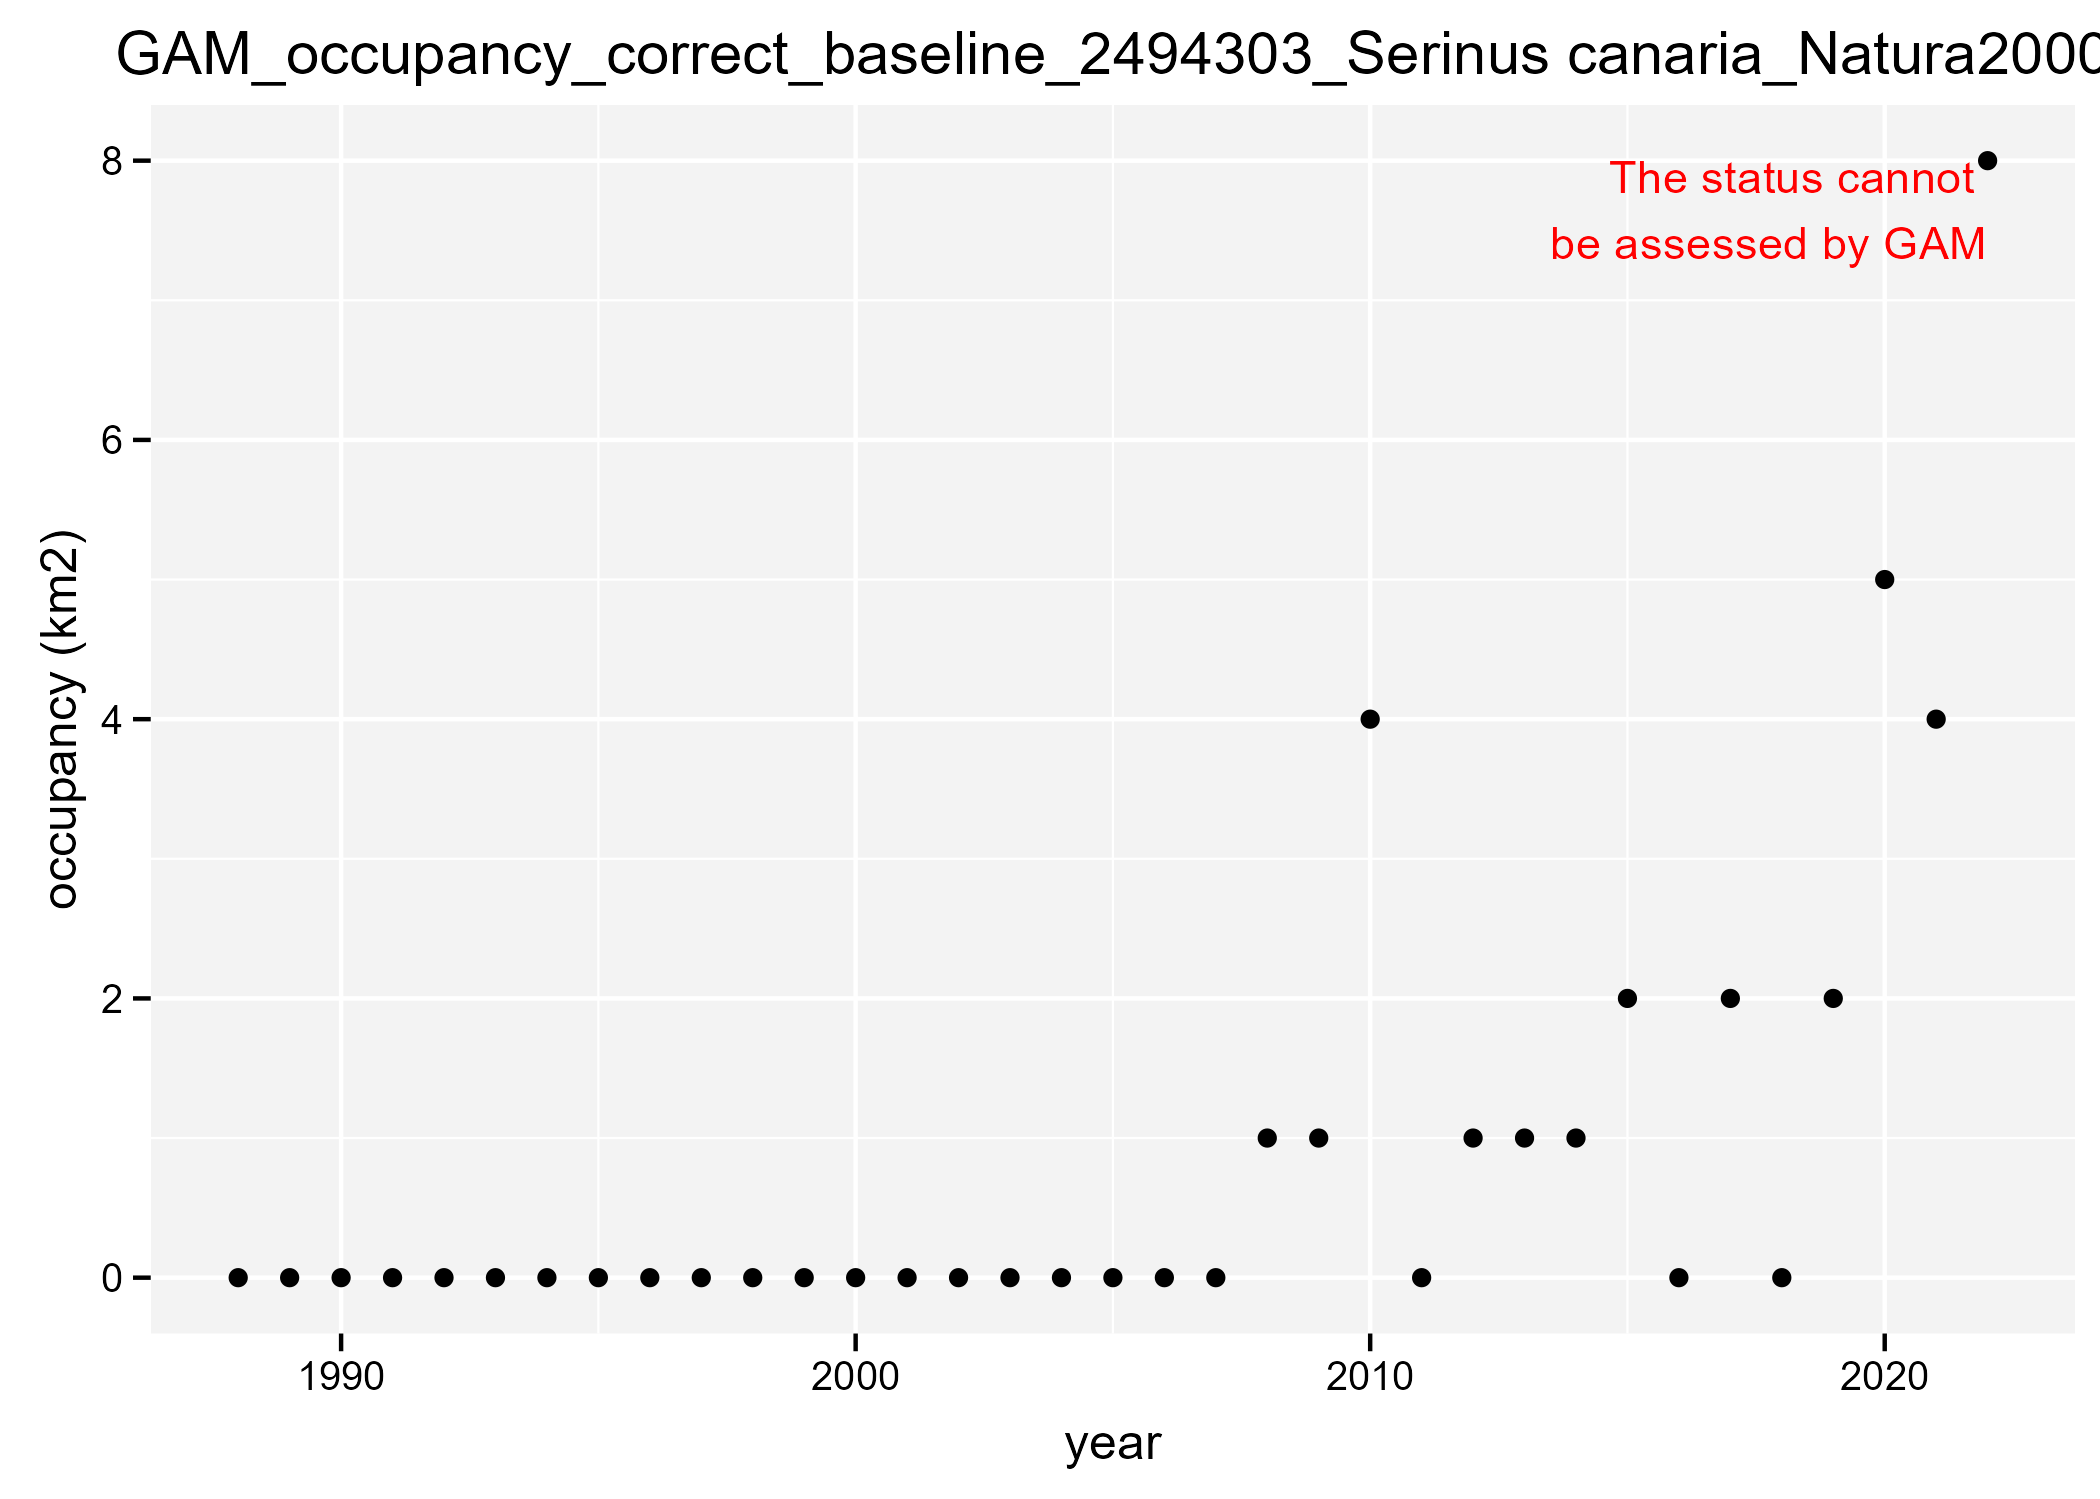 GAM_occupancy_correct_baseline_2494303_Serinus canaria_Natura2000
8
The status cannot
be assessed by GAM
6
occupancy (km2)
4
2
0
1990 2000 2010 2020
year